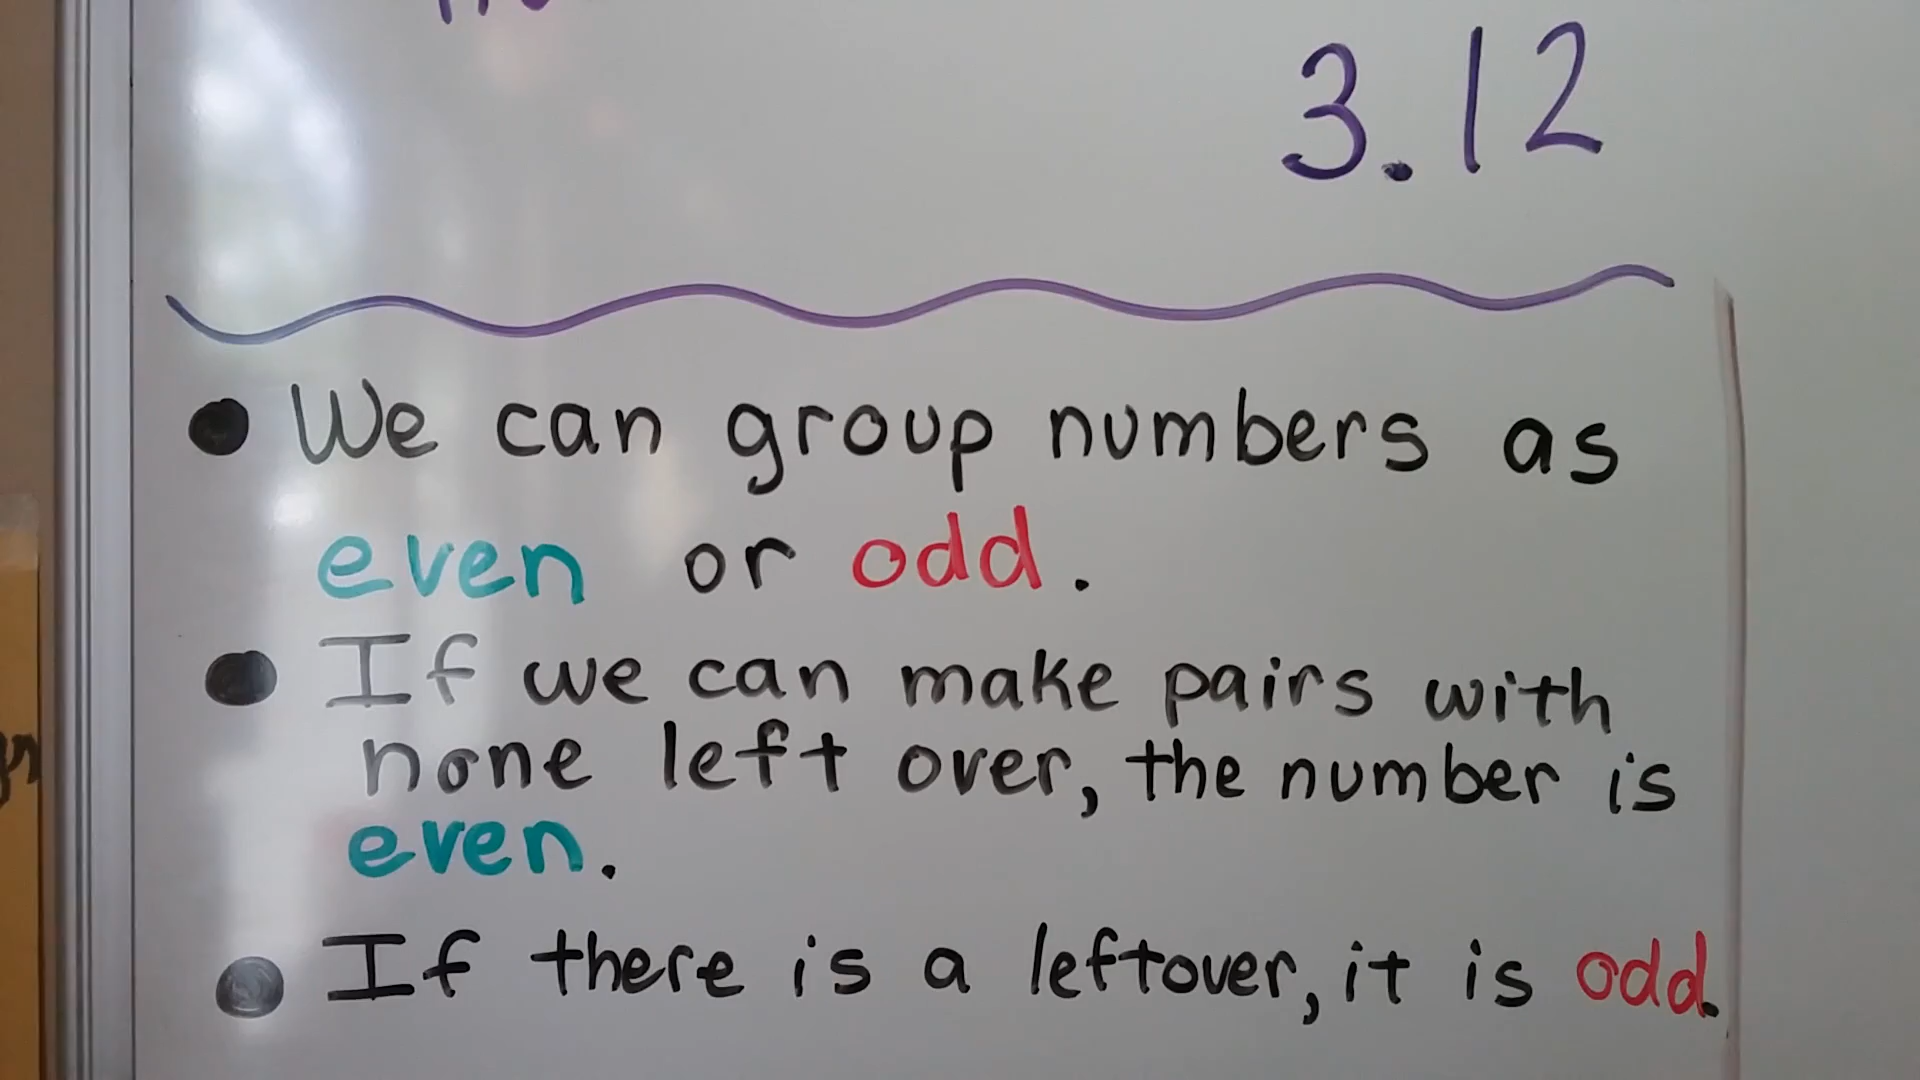 3.12
• We can group numbers as
even or odd.
• If we can make pairs with
none left over, the number is
even.
• If there is a leftover, it is odd.